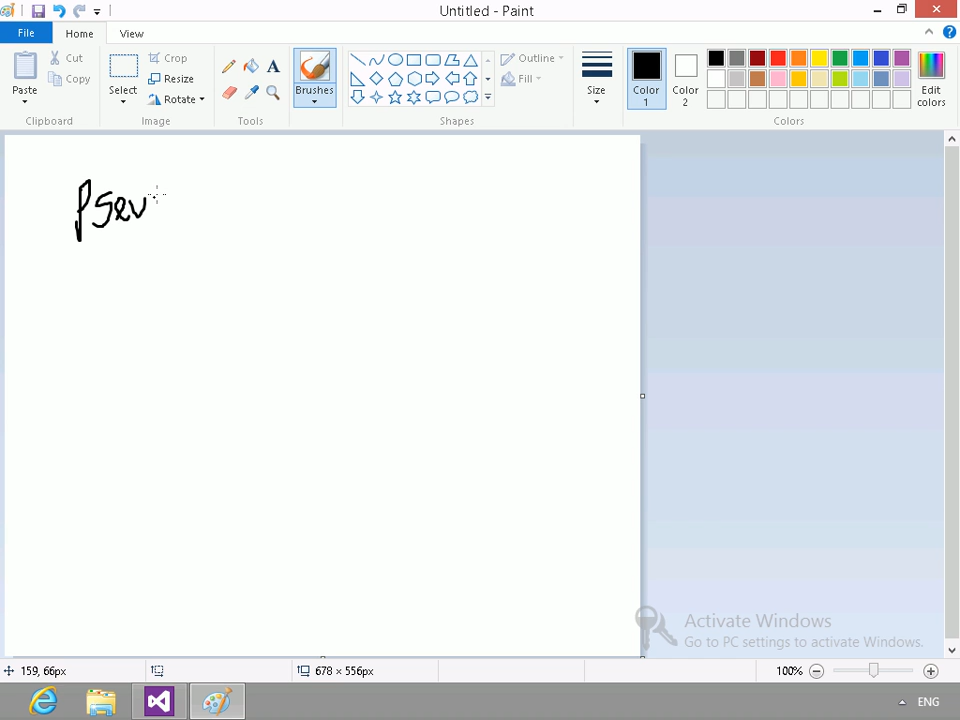 Untitled - Paint
File Home View
Paste Cut Copy Clipboard
Select Crop Resize Rotate Image
Tools
Brushes
Shapes Outline Fill
Size
Color 1 Color 2 Edit colors Colors
Pseu
Activate Windows
Go to PC settings to activate Windows.
159, 66px 678 × 556px 100%
ENG